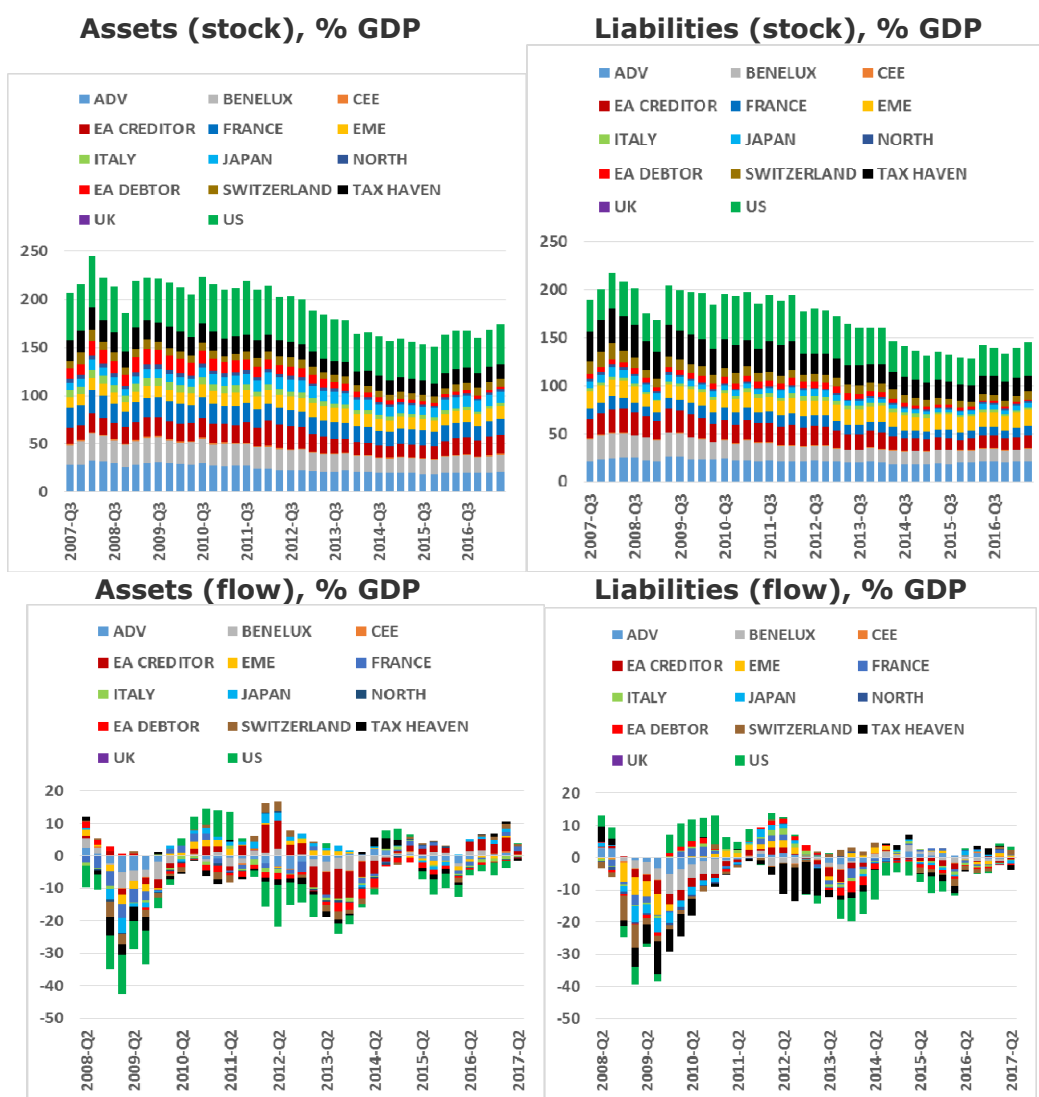 Assets (stock), % GDP
Liabilities (stock), % GDP
ADV BENELUX CEE
EA CREDITOR FRANCE EME
ITALY JAPAN NORTH
EA DEBTOR SWITZERLAND TAX HAVEN
UK US
250
200
150
100
50
0
2007-Q3 2008-Q3 2009-Q3 2010-Q3 2011-Q3 2012-Q3 2013-Q3 2014-Q3 2015-Q3 2016-Q3
ADV BENELUX CEE
EA CREDITOR FRANCE EME
ITALY JAPAN NORTH
EA DEBTOR SWITZERLAND TAX HAVEN
UK US
250
200
150
100
50
0
2007-Q3 2008-Q3 2009-Q3 2010-Q3 2011-Q3 2012-Q3 2013-Q3 2014-Q3 2015-Q3 2016-Q3
Assets (flow), % GDP
Liabilities (flow), % GDP
ADV BENELUX CEE
EA CREDITOR EME FRANCE
ITALY JAPAN NORTH
EA DEBTOR SWITZERLAND TAX HEAVEN
UK US
20
10
0
-10
-20
-30
-40
-50
2008-Q2 2009-Q2 2010-Q2 2011-Q2 2012-Q2 2013-Q2 2014-Q2 2015-Q2 2016-Q2 2017-Q2
ADV BENELUX CEE
EA CREDITOR EME FRANCE
ITALY JAPAN NORTH
EA DEBTOR SWITZERLAND TAX HEAVEN
UK US
20
10
0
-10
-20
-30
-40
-50
2008-Q2 2009-Q2 2010-Q2 2011-Q2 2012-Q2 2013-Q2 2014-Q2 2015-Q2 2016-Q2 2017-Q2